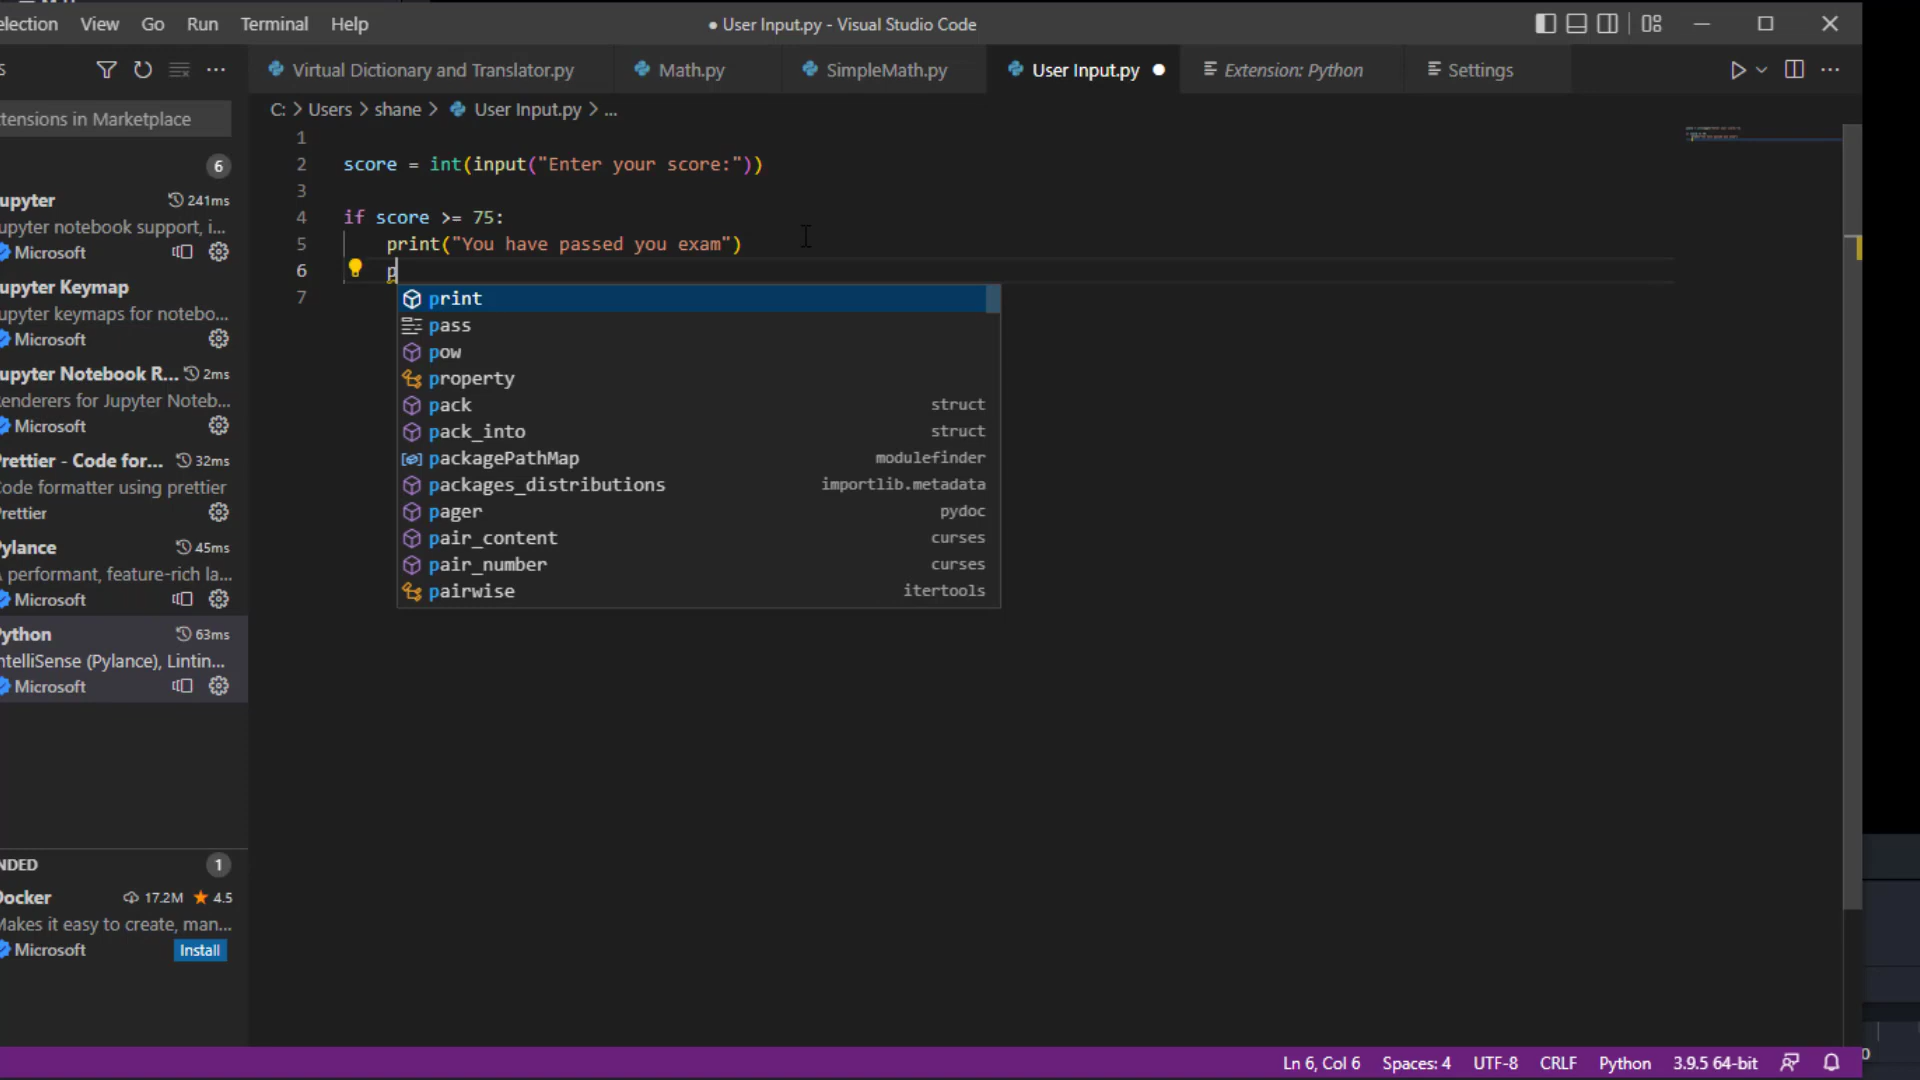 election View Go Run Terminal Help
● User Input.py - Visual Studio Code
S
Virtual Dictionary and Translator.py Math.py SimpleMath.py User Input.py Extension: Python Settings
tensions in Marketplace
C: > Users > shane > User Input.py > ...
6
upyter 241ms
upyter notebook support, i...
Microsoft
upyter Keymap
upyter keymaps for notebo...
Microsoft
upyter Notebook R... 2ms
enderers for Jupyter Noteb...
Microsoft
Prettier - Code for... 32ms
Code formatter using prettier
Prettier
Pylance 45ms
A performant, feature-rich la...
Microsoft
Python 63ms
ntelliSense (Pylance), Lintin...
Microsoft
NDED 1
Docker 17.2M 4.5
Makes it easy to create, man...
Microsoft Install
1
2 score = int(input("Enter your score:"))
3
4 if score >= 75:
5 print("You have passed you exam")
6 p
7
print
pass
pow
property
pack struct
pack_into struct
packagePathMap modulefinder
packages_distributions importlib.metadata
pager pydoc
pair_content curses
pair_number curses
pairwise itertools
Ln 6, Col 6 Spaces: 4 UTF-8 CRLF Python 3.9.5 64-bit